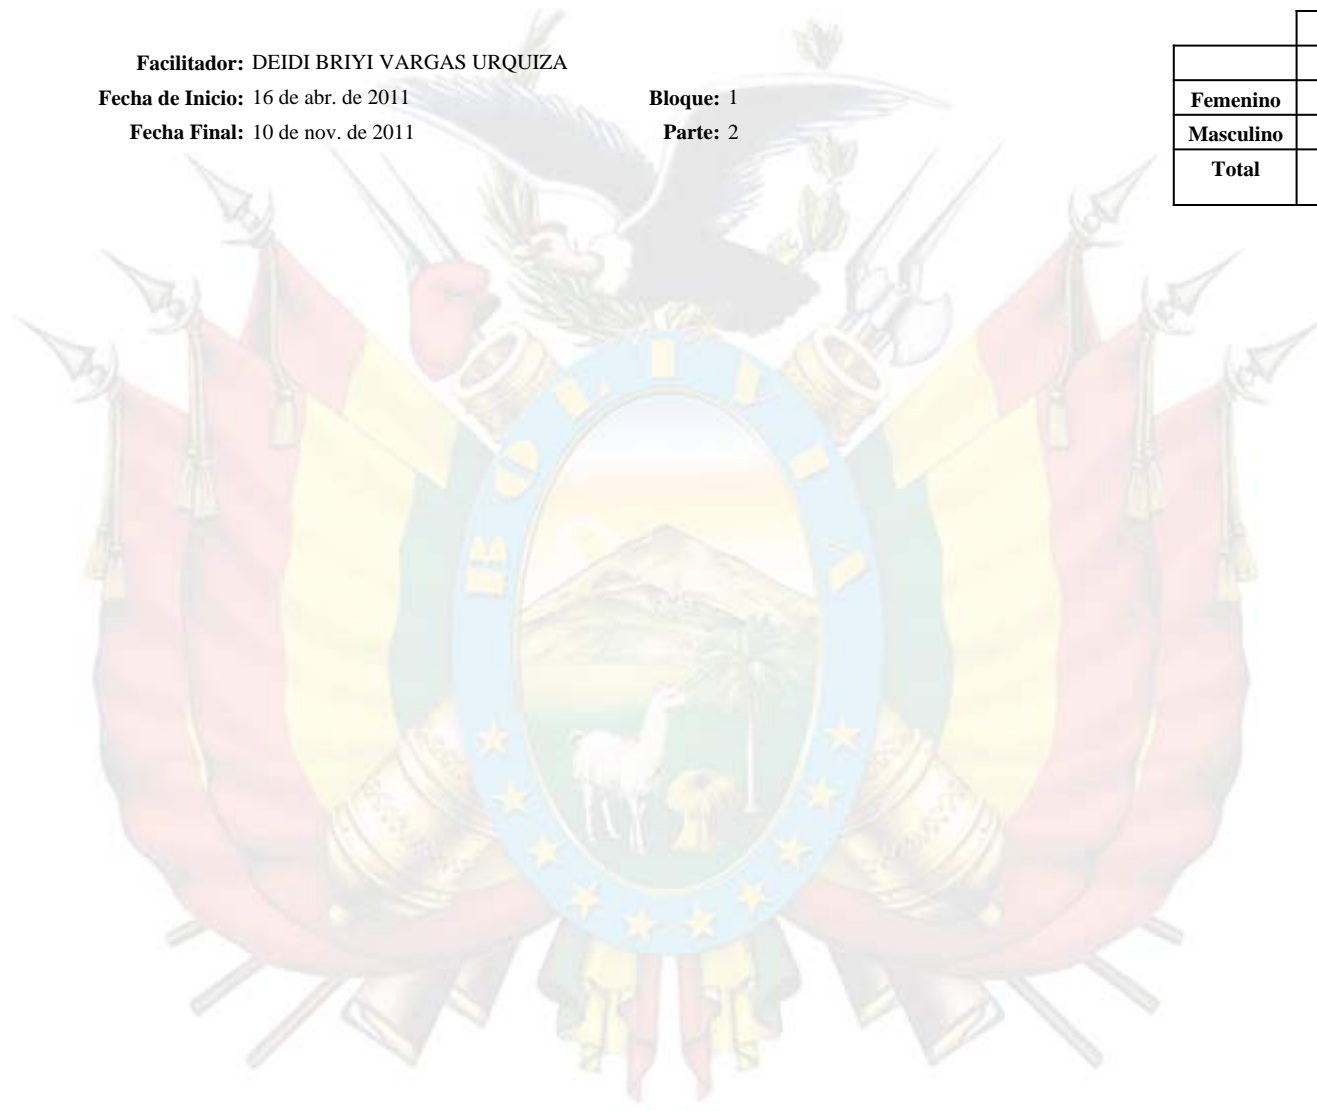 Facilitador: DEIDI BRIYI VARGAS URQUIZA
Fecha de Inicio: 16 de abr. de 2011 Bloque: 1
Fecha Final: 10 de nov. de 2011 Parte: 2
Femenino
Masculino
Total
BOLIVIA